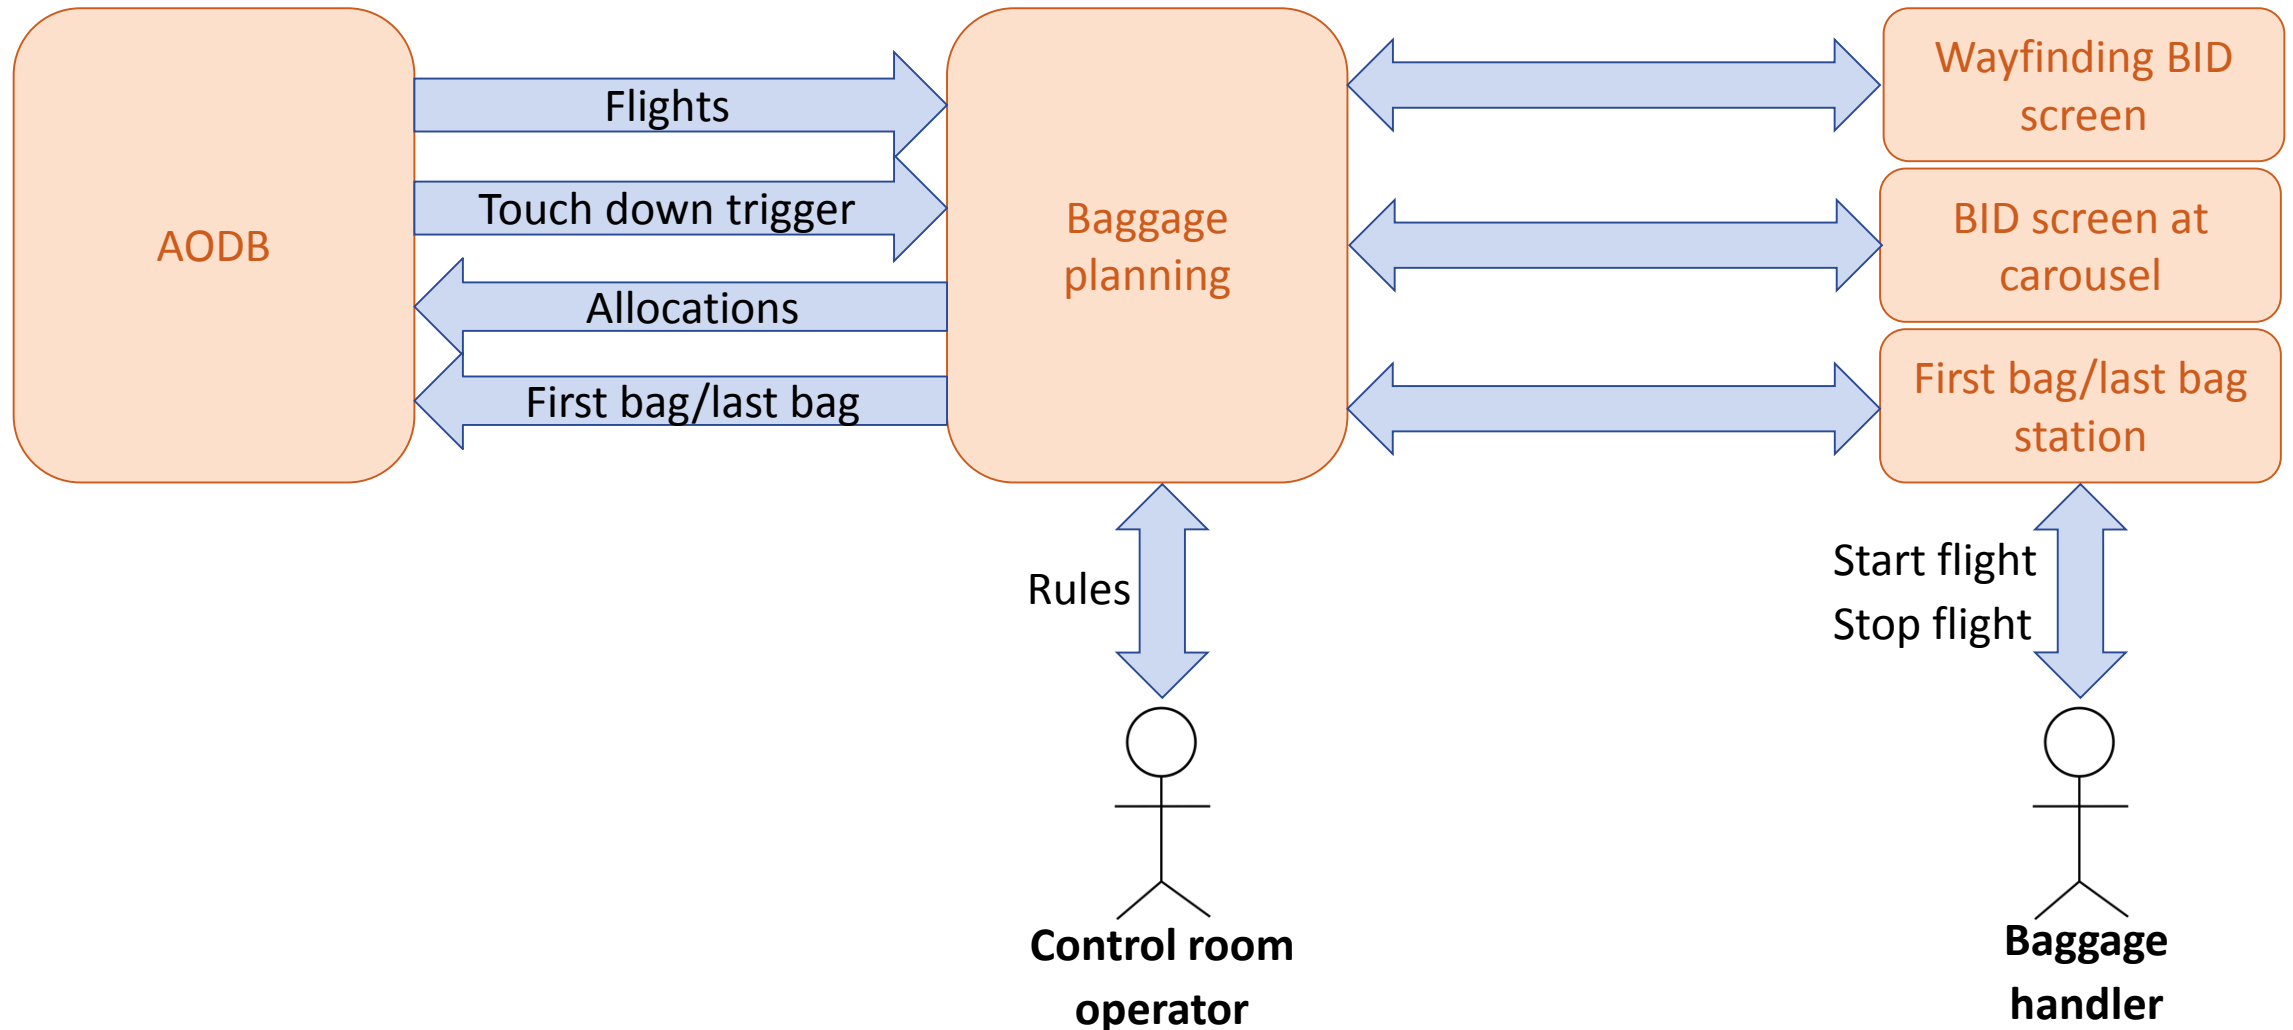 AODB
Flights
Touch down trigger
Allocations
First bag/last bag
Baggage
planning
Wayfinding BID
screen
BID screen at
carousel
First bag/last bag
station
Rules
Start flight
Stop flight
Control room
operator
Baggage
handler